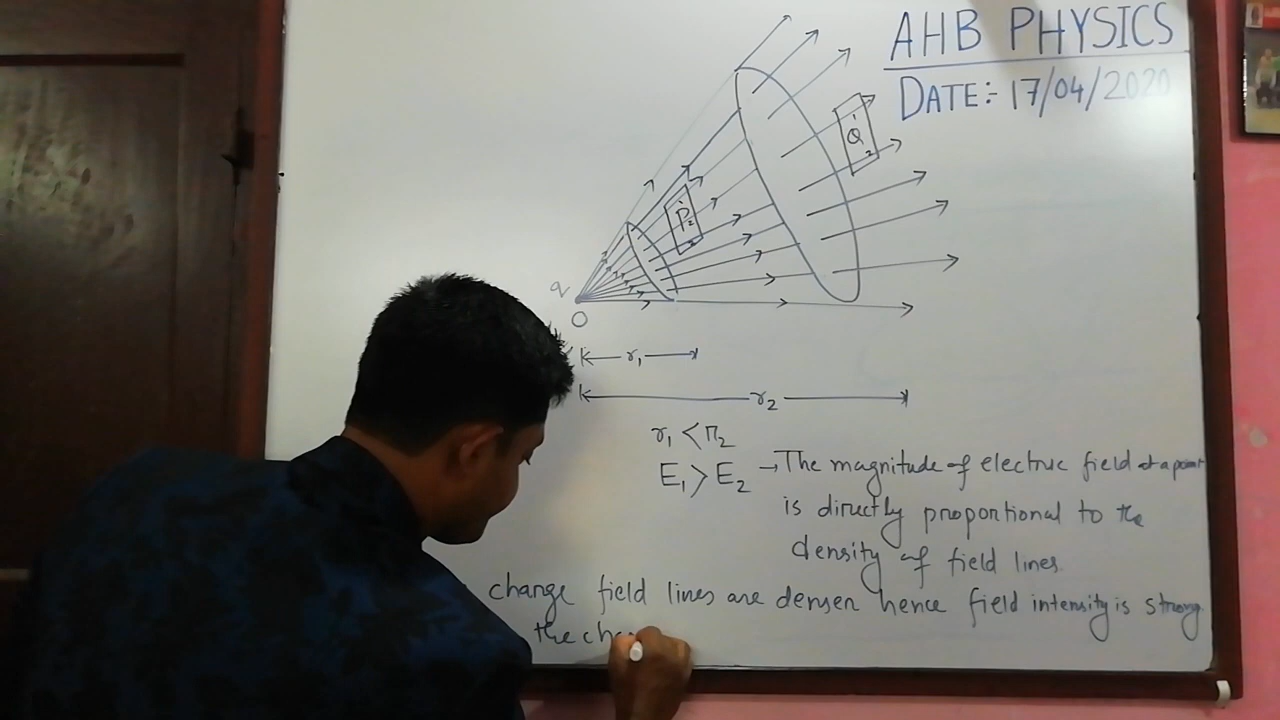 AHB PHYSICS
DATE:- 17/04/2020
Q
P
q
O
r₁
r₂
r₁ < r₂
E₁ > E₂ → The magnitude of electric field at a point
is directly proportional to the
density of field lines
change field lines are denser hence field intensity is strong
the cha